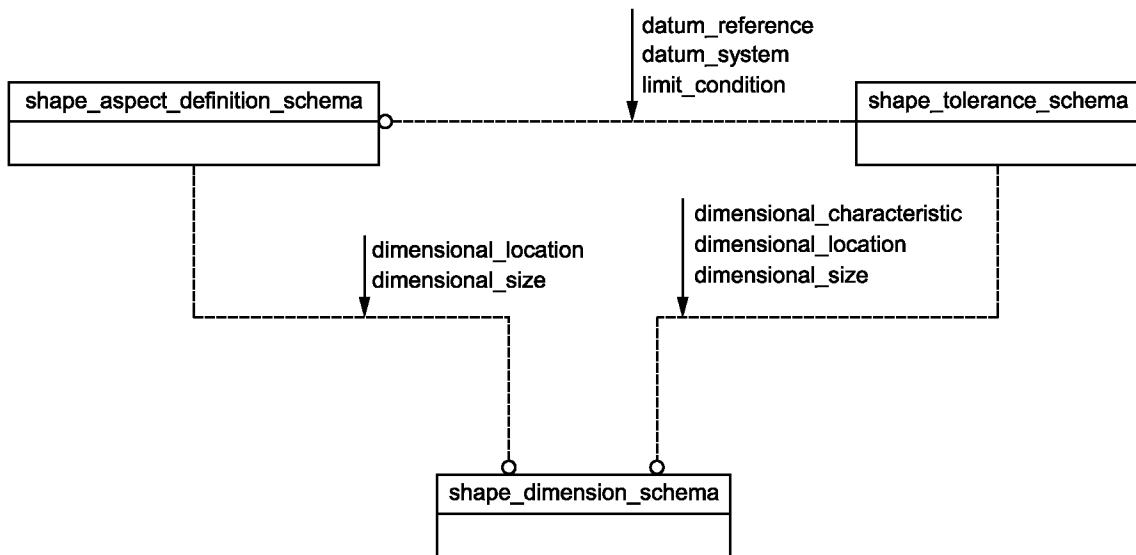 datum_reference
datum_system
limit_condition
shape_aspect_definition_schema
shape_tolerance_schema
dimensional_location
dimensional_size
dimensional_characteristic
dimensional_location
dimensional_size
shape_dimension_schema